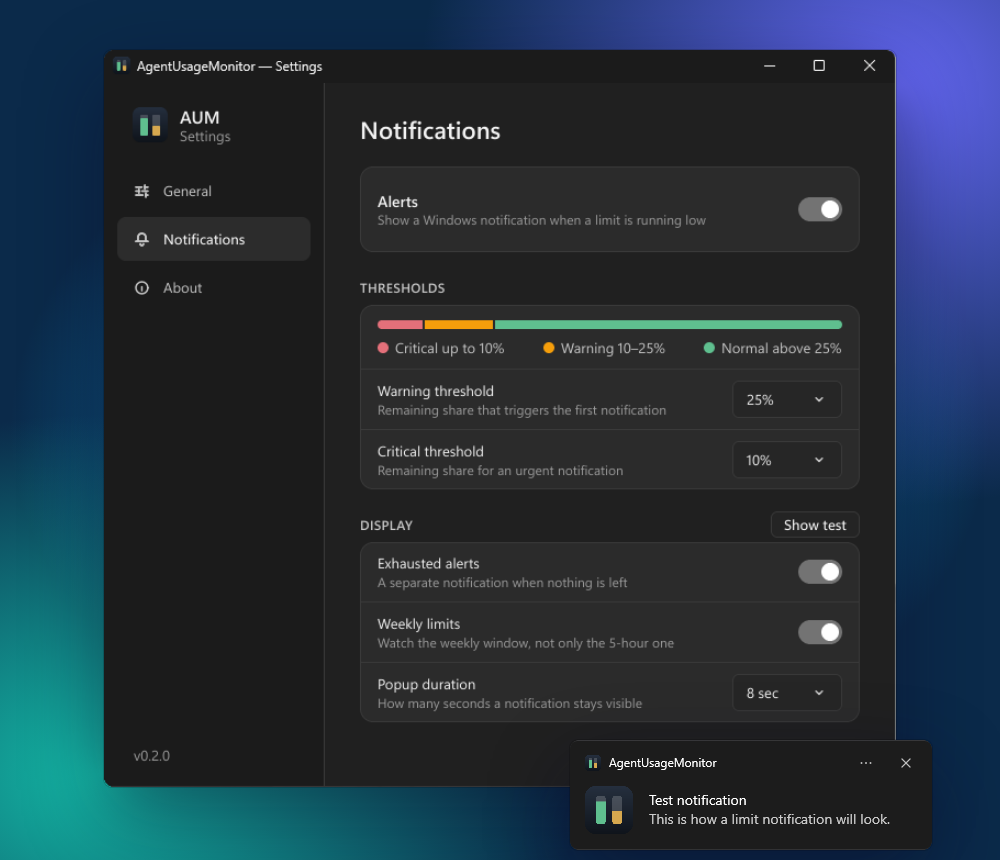 AgentUsageMonitor — Settings
AUM
Settings
General
Notifications
About
v0.2.0
Notifications
Alerts
Show a Windows notification when a limit is running low
THRESHOLDS
Critical up to 10%
Warning 10–25%
Normal above 25%
Warning threshold
Remaining share that triggers the first notification
25%
Critical threshold
Remaining share for an urgent notification
10%
DISPLAY
Show test
Exhausted alerts
A separate notification when nothing is left
Weekly limits
Watch the weekly window, not only the 5-hour one
Popup duration
How many seconds a notification stays visible
8 sec
AgentUsageMonitor
Test notification
This is how a limit notification will look.